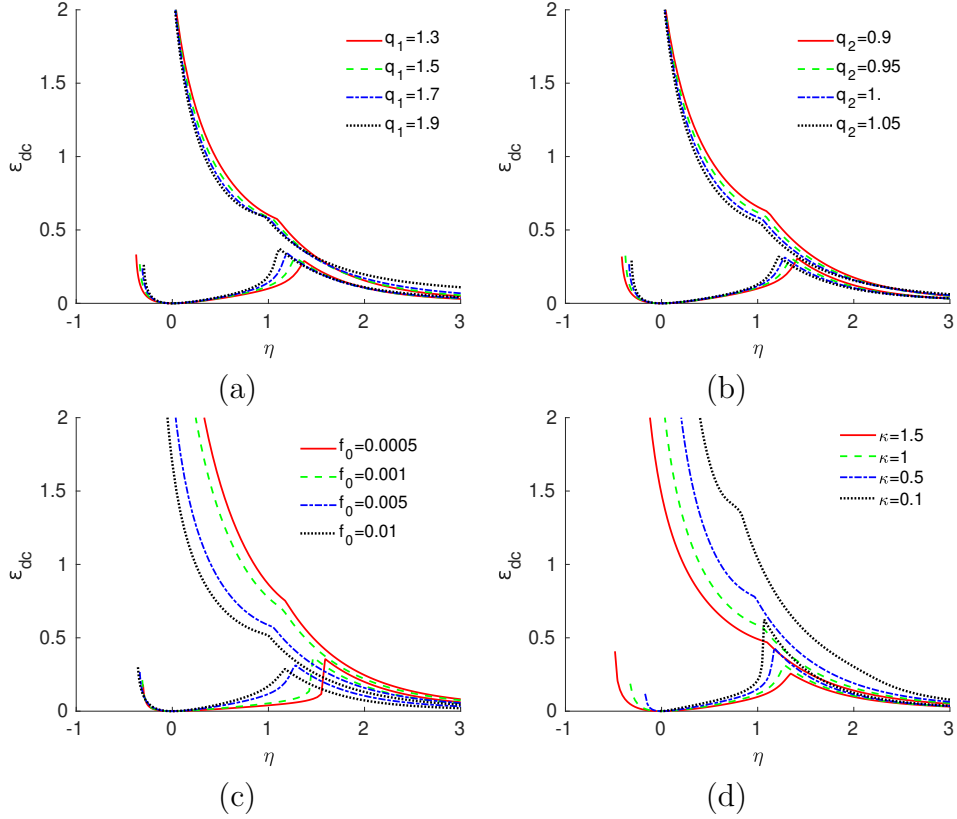 2
1.5
1
0.5
0
-1 0 1 2 3
ε_dc
η
q_1=1.3
q_1=1.5
q_1=1.7
q_1=1.9
(a)
2
1.5
1
0.5
0
-1 0 1 2 3
ε_dc
η
q_2=0.9
q_2=0.95
q_2=1.
q_2=1.05
(b)
2
1.5
1
0.5
0
-1 0 1 2 3
ε_dc
η
f_0=0.0005
f_0=0.001
f_0=0.005
f_0=0.01
(c)
2
1.5
1
0.5
0
-1 0 1 2 3
ε_dc
η
κ=1.5
κ=1
κ=0.5
κ=0.1
(d)